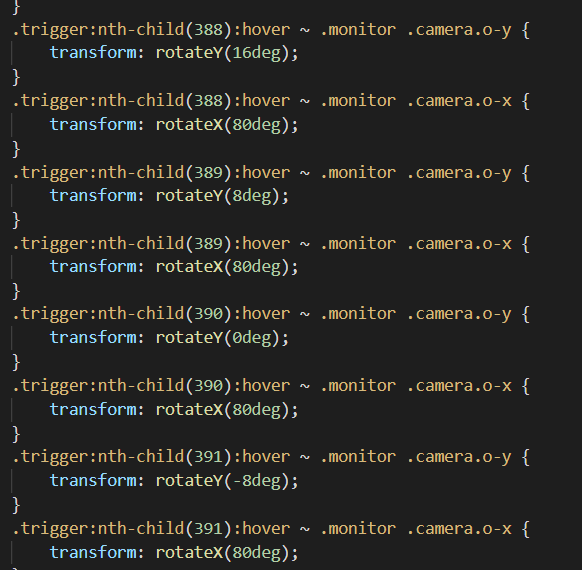 }
.trigger:nth-child(388):hover ~ .monitor .camera.o-y {
    transform: rotateY(16deg);
}
.trigger:nth-child(388):hover ~ .monitor .camera.o-x {
    transform: rotateX(80deg);
}
.trigger:nth-child(389):hover ~ .monitor .camera.o-y {
    transform: rotateY(8deg);
}
.trigger:nth-child(389):hover ~ .monitor .camera.o-x {
    transform: rotateX(80deg);
}
.trigger:nth-child(390):hover ~ .monitor .camera.o-y {
    transform: rotateY(0deg);
}
.trigger:nth-child(390):hover ~ .monitor .camera.o-x {
    transform: rotateX(80deg);
}
.trigger:nth-child(391):hover ~ .monitor .camera.o-y {
    transform: rotateY(-8deg);
}
.trigger:nth-child(391):hover ~ .monitor .camera.o-x {
    transform: rotateX(80deg);
}